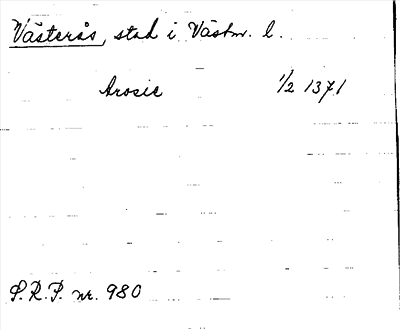 Västerås, stad i Västm. l.
Arosie 1/2 1371
S.R.P. nr. 980